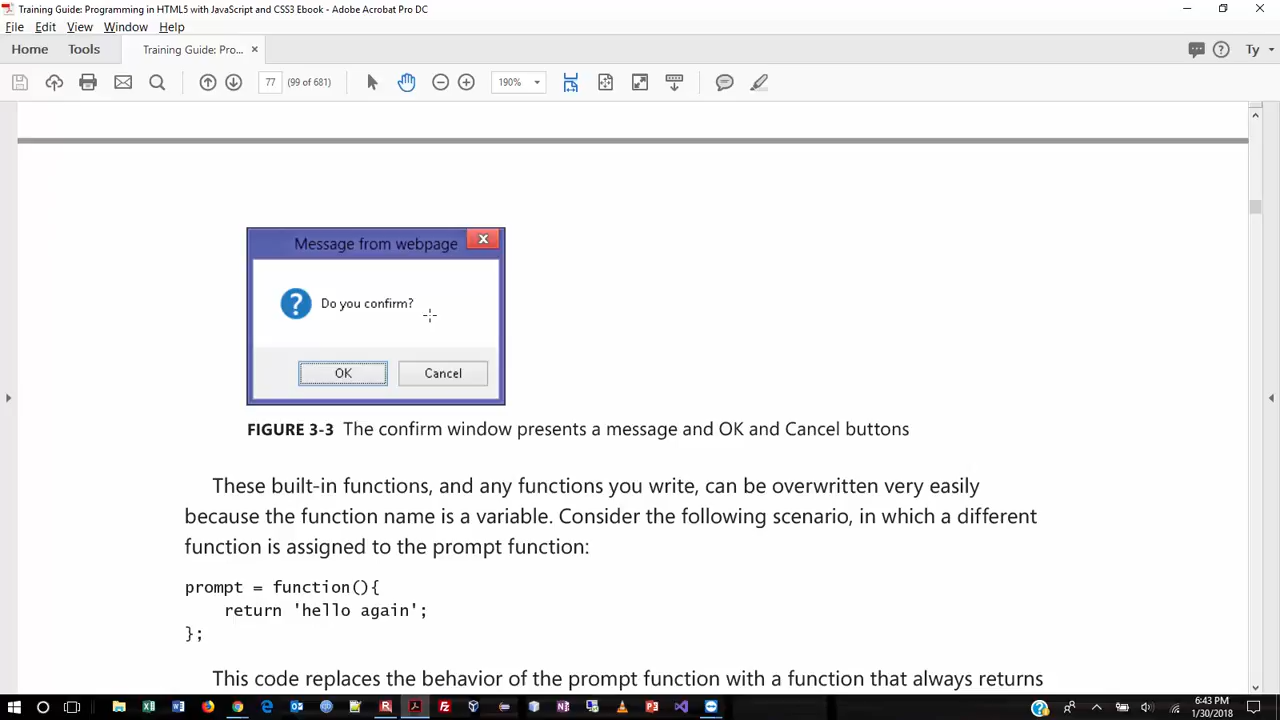 Training Guide: Programming in HTML5 with JavaScript and CSS3 Ebook - Adobe Acrobat Pro DC
File Edit View Window Help
Home Tools Training Guide: Pro... × Ty
77 (99 of 681) 190%
Message from webpage
Do you confirm?
OK Cancel
FIGURE 3-3 The confirm window presents a message and OK and Cancel buttons
These built-in functions, and any functions you write, can be overwritten very easily
because the function name is a variable. Consider the following scenario, in which a different
function is assigned to the prompt function:
prompt = function(){
return 'hello again';
};
This code replaces the behavior of the prompt function with a function that always returns
6:43 PM
1/30/2018